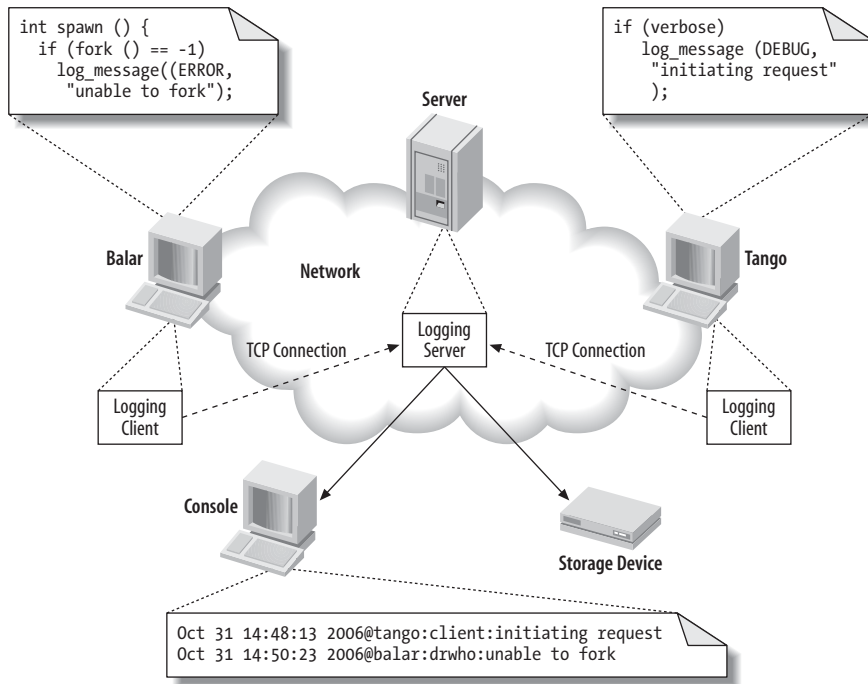 int spawn () {
  if (fork () == -1)
    log_message((ERROR,
     "unable to fork");
if (verbose)
   log_message (DEBUG,
    "initiating request"
    );
Server
Balar
Tango
Network
Logging
Server
TCP Connection
TCP Connection
Logging
Client
Logging
Client
Console
Storage Device
Oct 31 14:48:13 2006@tango:client:initiating request
Oct 31 14:50:23 2006@balar:drwho:unable to fork